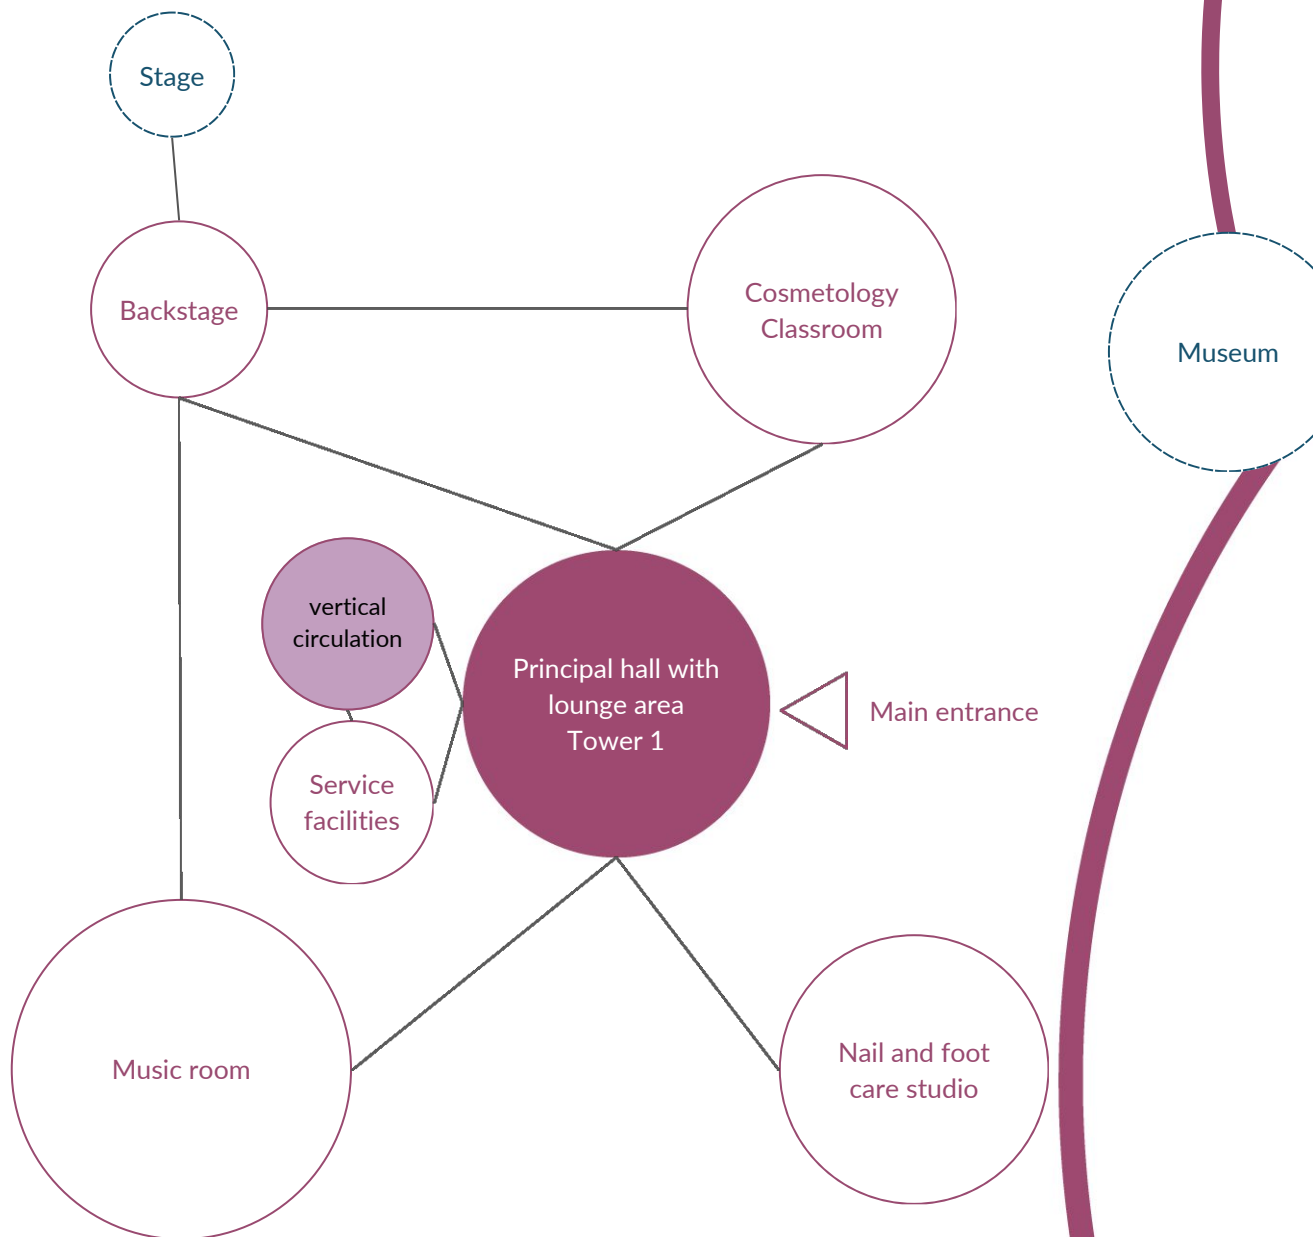 Stage
Backstage
Cosmetology
Classroom
Museum
vertical
circulation
Principal hall with
lounge area
Tower 1
Main entrance
Service
facilities
Music room
Nail and foot
care studio